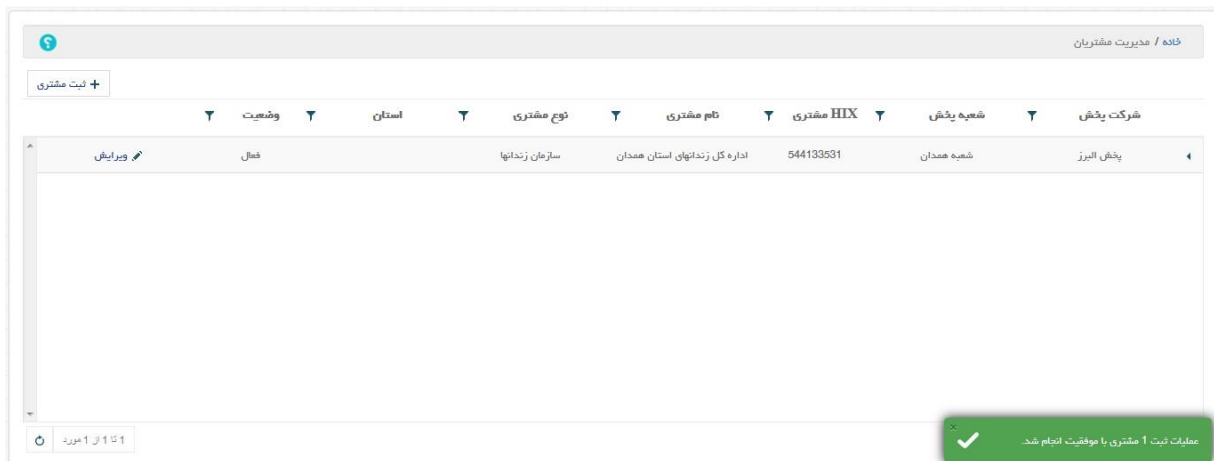 خانه / مدیریت مشتریان
+ ثبت مشتری
شرکت پخش شعبه پخش HIX مشتری نام مشتری نوع مشتری استان وضعیت
پخش البرز شعبه همدان 544133531 اداره کل زندانهای استان همدان سازمان زندانها فعال ویرایش
عملیات ثبت 1 مشتری با موفقیت انجام شد.
1 تا 1 از 1 مورد